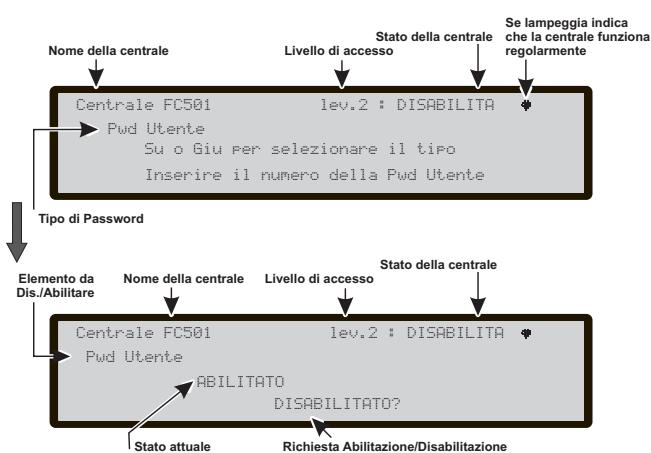 Nome della centrale
Livello di accesso
Stato della centrale
Se lampeggia indica
che la centrale funziona
regolarmente
Centrale FC501 lev.2 : DISABILITA
Pwd Utente
Su o Giu per selezionare il tipo
Inserire il numero della Pwd Utente
Tipo di Password
Elemento da
Dis./Abilitare
Nome della centrale
Livello di accesso
Stato della centrale
Centrale FC501 lev.2 : DISABILITA
Pwd Utente
ABILITATO
DISABILITATO?
Stato attuale
Richiesta Abilitazione/Disabilitazione